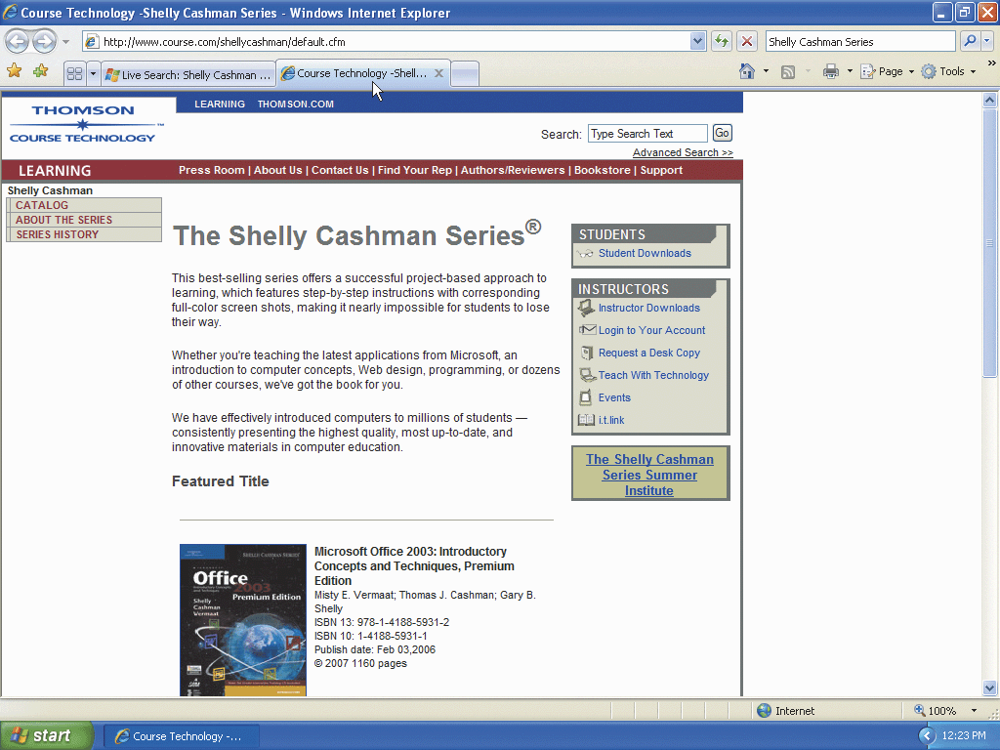 Course Technology -Shelly Cashman Series - Windows Internet Explorer
http://www.course.com/shellycashman/default.cfm
Shelly Cashman Series
Live Search: Shelly Cashman ...
Course Technology -Shell...
Page
Tools
THOMSON
COURSE TECHNOLOGY
LEARNING THOMSON.COM
Search: Type Search Text Go
Advanced Search >>
LEARNING
Press Room | About Us | Contact Us | Find Your Rep | Authors/Reviewers | Bookstore | Support
Shelly Cashman
CATALOG
ABOUT THE SERIES
SERIES HISTORY
The Shelly Cashman Series®
This best-selling series offers a successful project-based approach to
learning, which features step-by-step instructions with corresponding
full-color screen shots, making it nearly impossible for students to lose
their way.
Whether you're teaching the latest applications from Microsoft, an
introduction to computer concepts, Web design, programming, or dozens
of other courses, we've got the book for you.
We have effectively introduced computers to millions of students —
consistently presenting the highest quality, most up-to-date, and
innovative materials in computer education.
Featured Title
SHELLY CASHMAN SERIES
Office
2003
Premium Edition
Shelly
Cashman
Vermaat
Microsoft Office 2003: Introductory
Concepts and Techniques, Premium
Edition
Misty E. Vermaat; Thomas J. Cashman; Gary B.
Shelly
ISBN 13: 978-1-4188-5931-2
ISBN 10: 1-4188-5931-1
Publish date: Feb 03,2006
© 2007 1160 pages
STUDENTS
Student Downloads
INSTRUCTORS
Instructor Downloads
Login to Your Account
Request a Desk Copy
Teach With Technology
Events
i.t.link
The Shelly Cashman
Series Summer
Institute
Internet
100%
start
Course Technology -...
12:23 PM